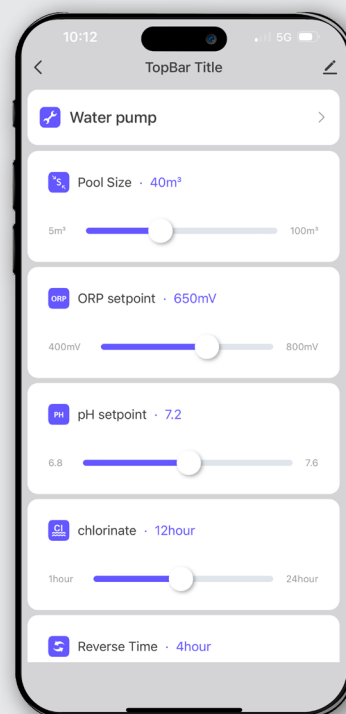 10:12 5G
TopBar Title
Water pump
S Pool Size · 40m³
5m³ 100m³
ORP ORP setpoint · 650mV
400mV 800mV
PH pH setpoint · 7.2
6.8 7.6
CL chlorinate · 12hour
1hour 24hour
Reverse Time · 4hour